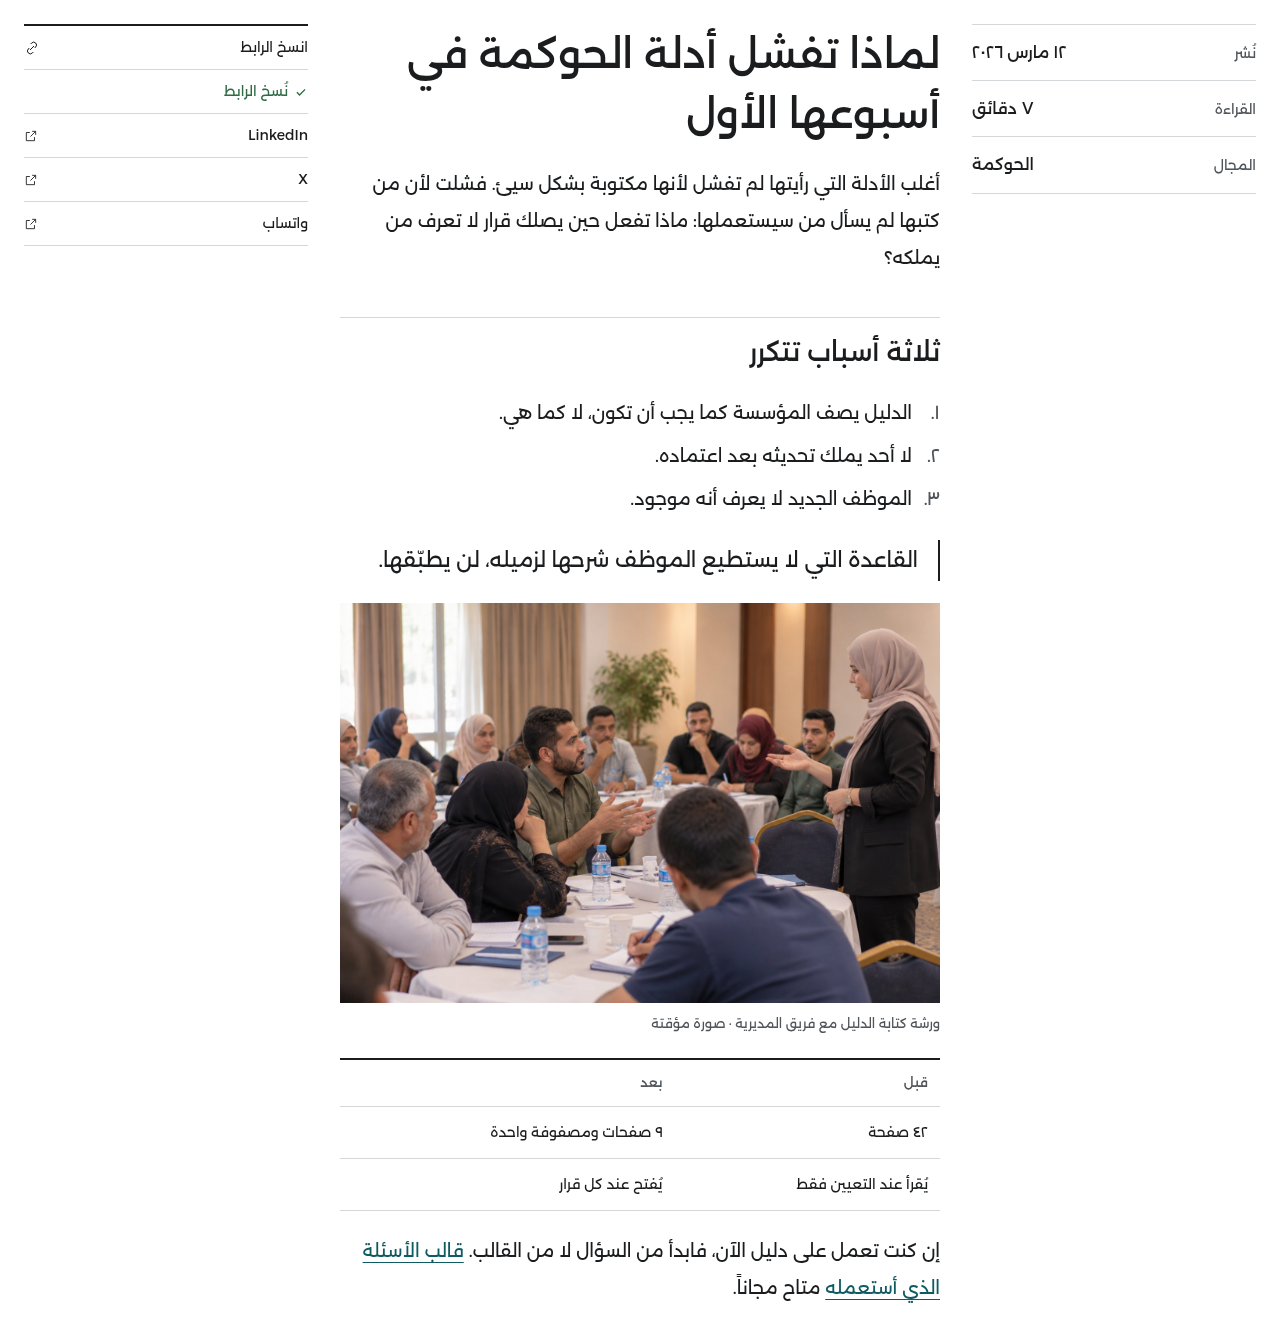 نُشر
١٢ مارس ٢٠٢٦
القراءة
٧ دقائق
المجال
الحوكمة
لماذا تفشل أدلة الحوكمة في
أسبوعها الأول
أغلب الأدلة التي رأيتها لم تفشل لأنها مكتوبة بشكل سيئ. فشلت لأن من
كتبها لم يسأل من سيستعملها: ماذا تفعل حين يصلك قرار لا تعرف من
يملكه؟
ثلاثة أسباب تتكرر
١. الدليل يصف المؤسسة كما يجب أن تكون، لا كما هي.
٢. لا أحد يملك تحديثه بعد اعتماده.
٣. الموظف الجديد لا يعرف أنه موجود.
القاعدة التي لا يستطيع الموظف شرحها لزميله، لن يطبّقها.
ورشة كتابة الدليل مع فريق المديرية · صورة مؤقتة
قبل
بعد
٤٢ صفحة
٩ صفحات ومصفوفة واحدة
يُقرأ عند التعيين فقط
يُفتح عند كل قرار
إن كنت تعمل على دليل الآن، فابدأ من السؤال لا من القالب. قالب الأسئلة
الذي أستعمله متاح مجاناً.
انسخ الرابط
نُسخ الرابط
LinkedIn
X
واتساب